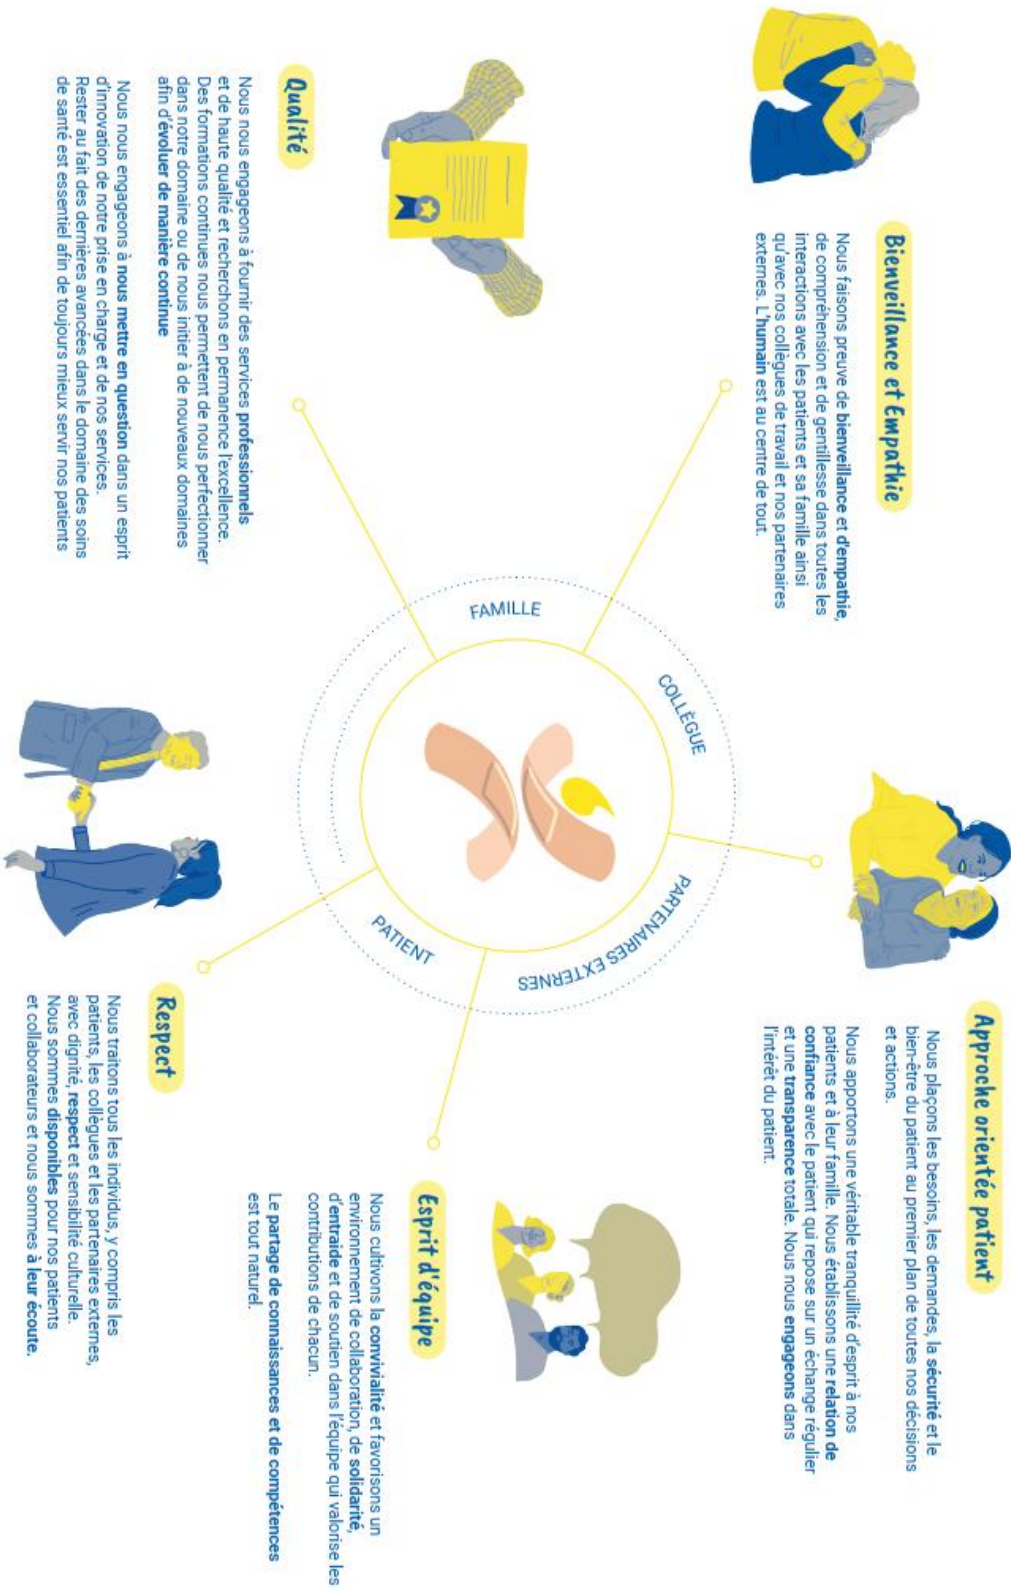 Bienveillance et Empathie
Nous faisons preuve de bienveillance et d'empathie,
de compréhension et de gentillesse dans toutes les
interactions avec les patients et sa famille ainsi
qu'avec nos collègues de travail et nos partenaires
externes. L'humain est au centre de tout.
Approche orientée patient
Nous plaçons les besoins, les demandes, la sécurité et le
bien-être du patient au premier plan de toutes nos décisions
et actions.
Nous apportons une véritable tranquillité d'esprit à nos
patients et à leur famille. Nous établissons une relation de
confiance avec le patient qui repose sur un échange régulier
et une transparence totale. Nous nous engageons dans
l'intérêt du patient.
Qualité
Nous nous engageons à fournir des services professionnels
et de haute qualité et recherchons en permanence l'excellence.
Des formations continues nous permettent de nous perfectionner
dans notre domaine ou de nous initier à de nouveaux domaines
afin d'évoluer de manière continue
Nous nous engageons à nous mettre en question dans un esprit
d'innovation de notre prise en charge et de nos services.
Rester au fait des dernières avancées dans le domaine des soins
de santé est essentiel afin de toujours mieux servir nos patients
COLLÈGUE
PARTENAIRES EXTERNES
FAMILLE
PATIENT
Esprit d'équipe
Nous cultivons la convivialité et favorisons un
environnement de collaboration, de solidarité,
d'entraide et de soutien dans l'équipe qui valorise les
contributions de chacun.
Le partage de connaissances et de compétences
est tout naturel.
Respect
Nous traitons tous les individus, y compris les
patients, les collègues et les partenaires externes,
avec dignité, respect et sensibilité culturelle.
Nous sommes disponibles pour nos patients
et collaborateurs et nous sommes à leur écoute.